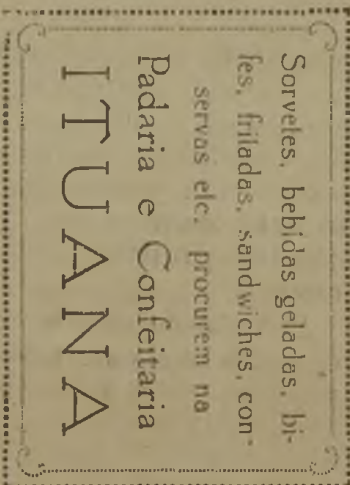 Sorvetes, bebidas geladas, bi-
fes, fritadas, sandwiches, con-
servas etc. procurem na
Padaria e Confeitaria
ITUANA